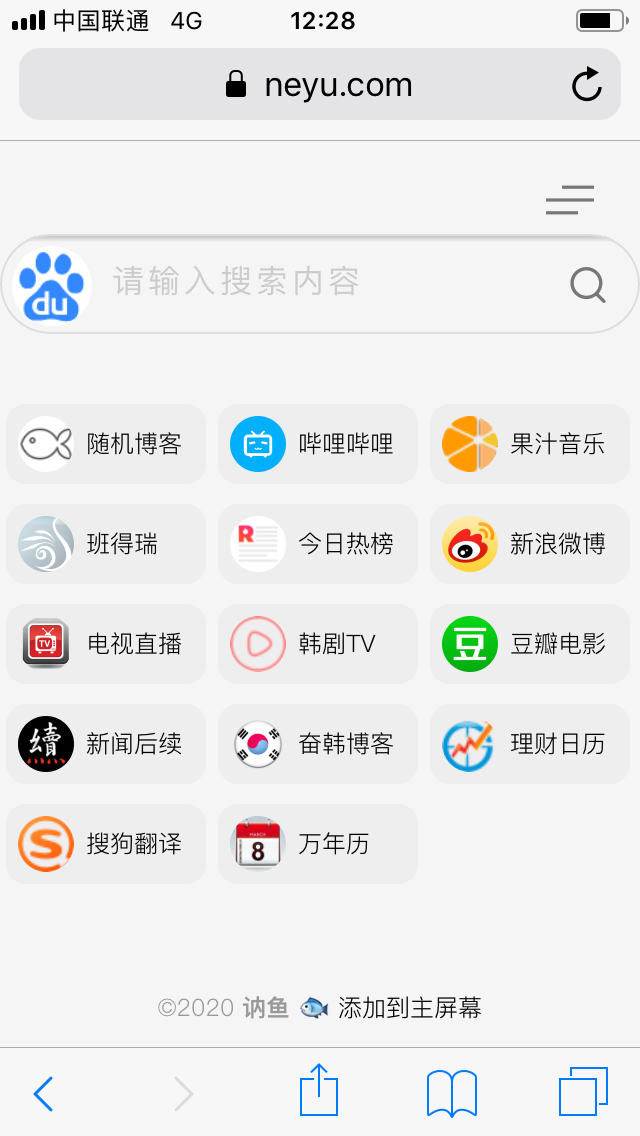 中国联通 4G 12:28
neyu.com
du 请输入搜索内容
随机博客 哔哩哔哩 果汁音乐
班得瑞 R 今日热榜 新浪微博
TV 电视直播 韩剧TV 豆 豆瓣电影
續 新闻后续 奋韩博客 理财日历
S 搜狗翻译 MARCH 8 万年历
©2020 讷鱼 🐟 添加到主屏幕